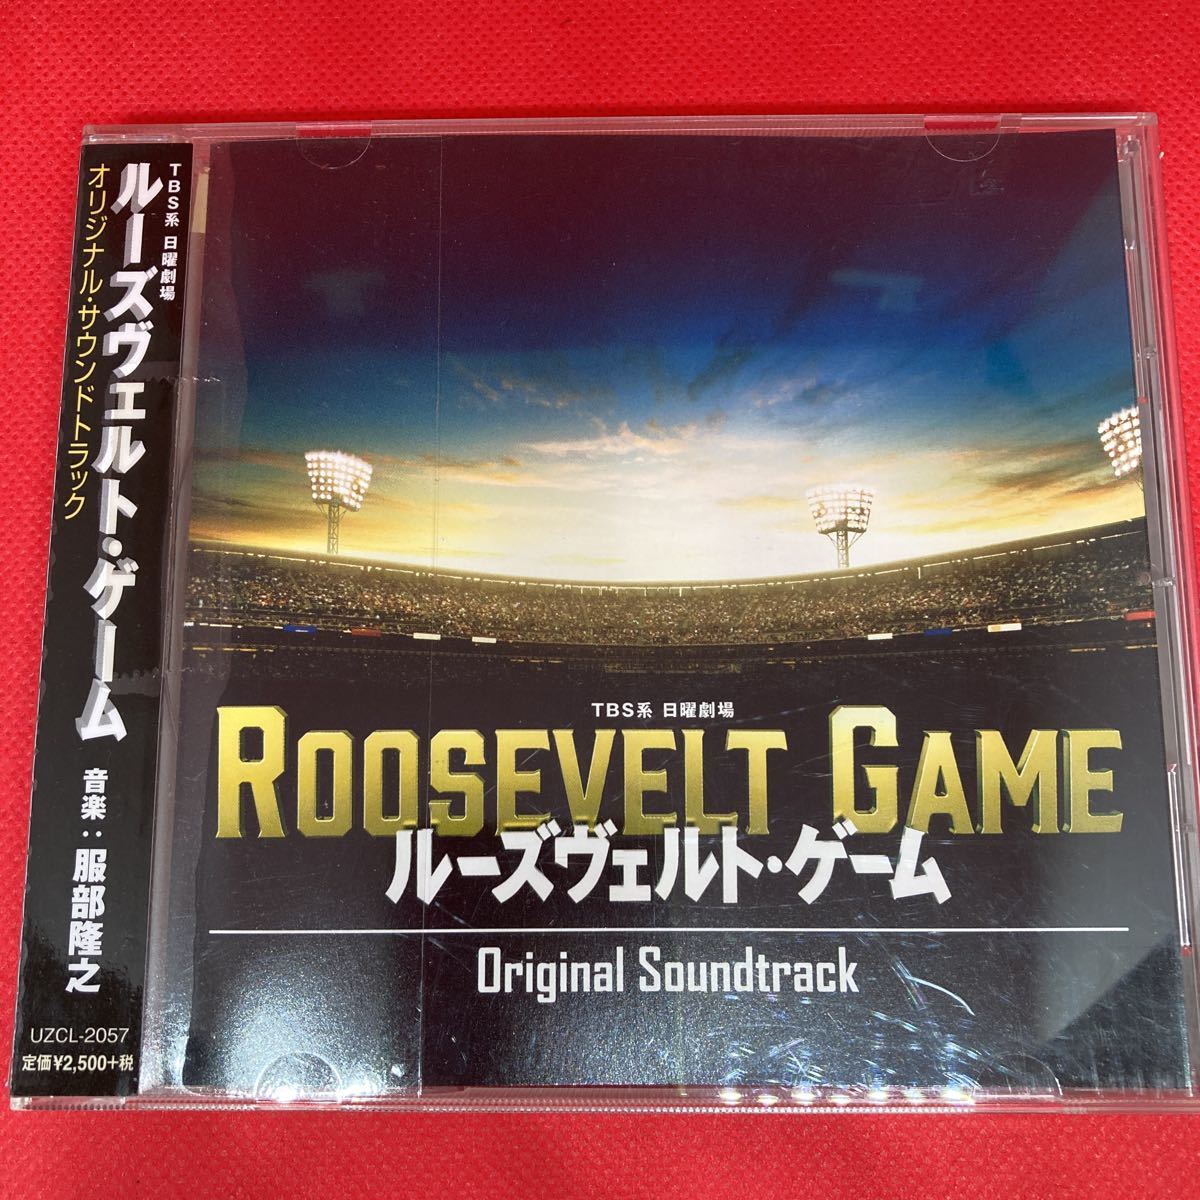 TBS系 日曜劇場
ルーズヴェルト・ゲーム
オリジナル・サウンドトラック
音楽:服部隆之
UZCL-2057
定価¥2,500+税
TBS系 日曜劇場
ROOSEVELT GAME
ルーズヴェルト・ゲーム
Original Soundtrack